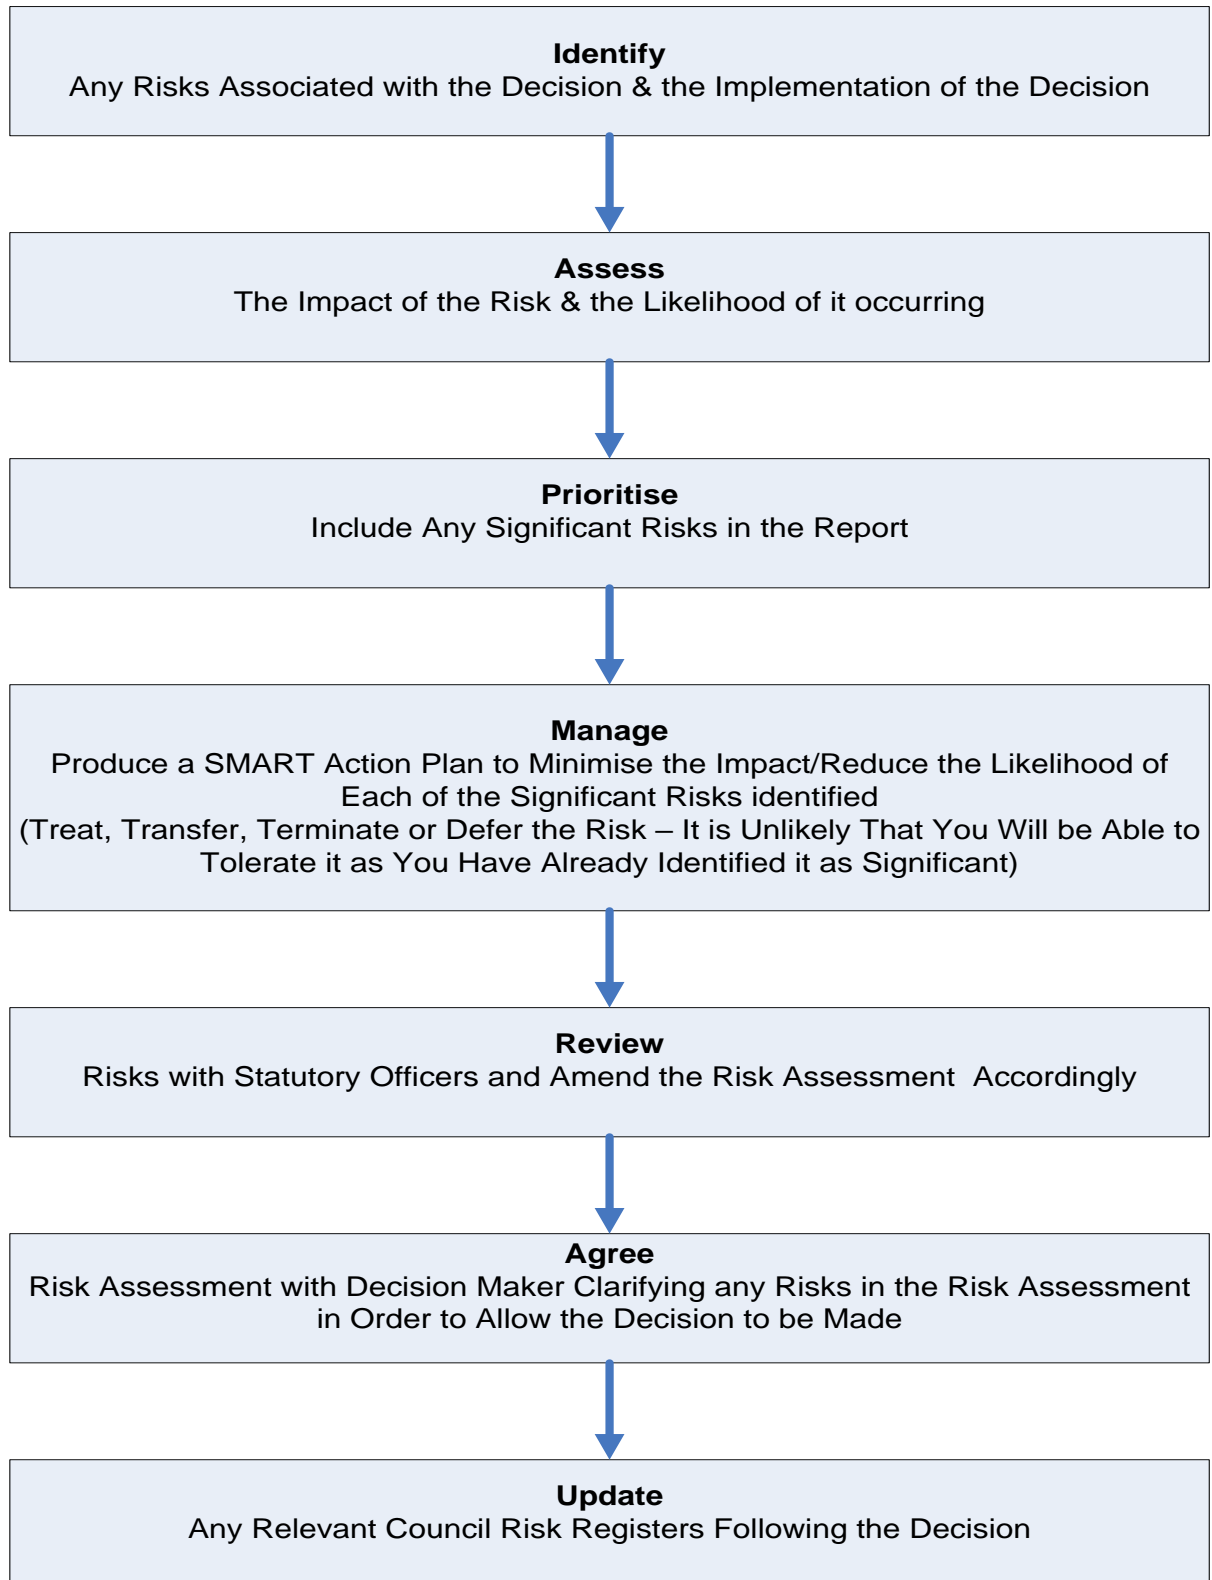 Identify
Any Risks Associated with the Decision & the Implementation of the Decision
Assess
The Impact of the Risk & the Likelihood of it occurring
Prioritise
Include Any Significant Risks in the Report
Manage
Produce a SMART Action Plan to Minimise the Impact/Reduce the Likelihood of
Each of the Significant Risks identified
(Treat, Transfer, Terminate or Defer the Risk – It is Unlikely That You Will be Able to
Tolerate it as You Have Already Identified it as Significant)
Review
Risks with Statutory Officers and Amend the Risk Assessment  Accordingly
Agree
Risk Assessment with Decision Maker Clarifying any Risks in the Risk Assessment
in Order to Allow the Decision to be Made
Update
Any Relevant Council Risk Registers Following the Decision